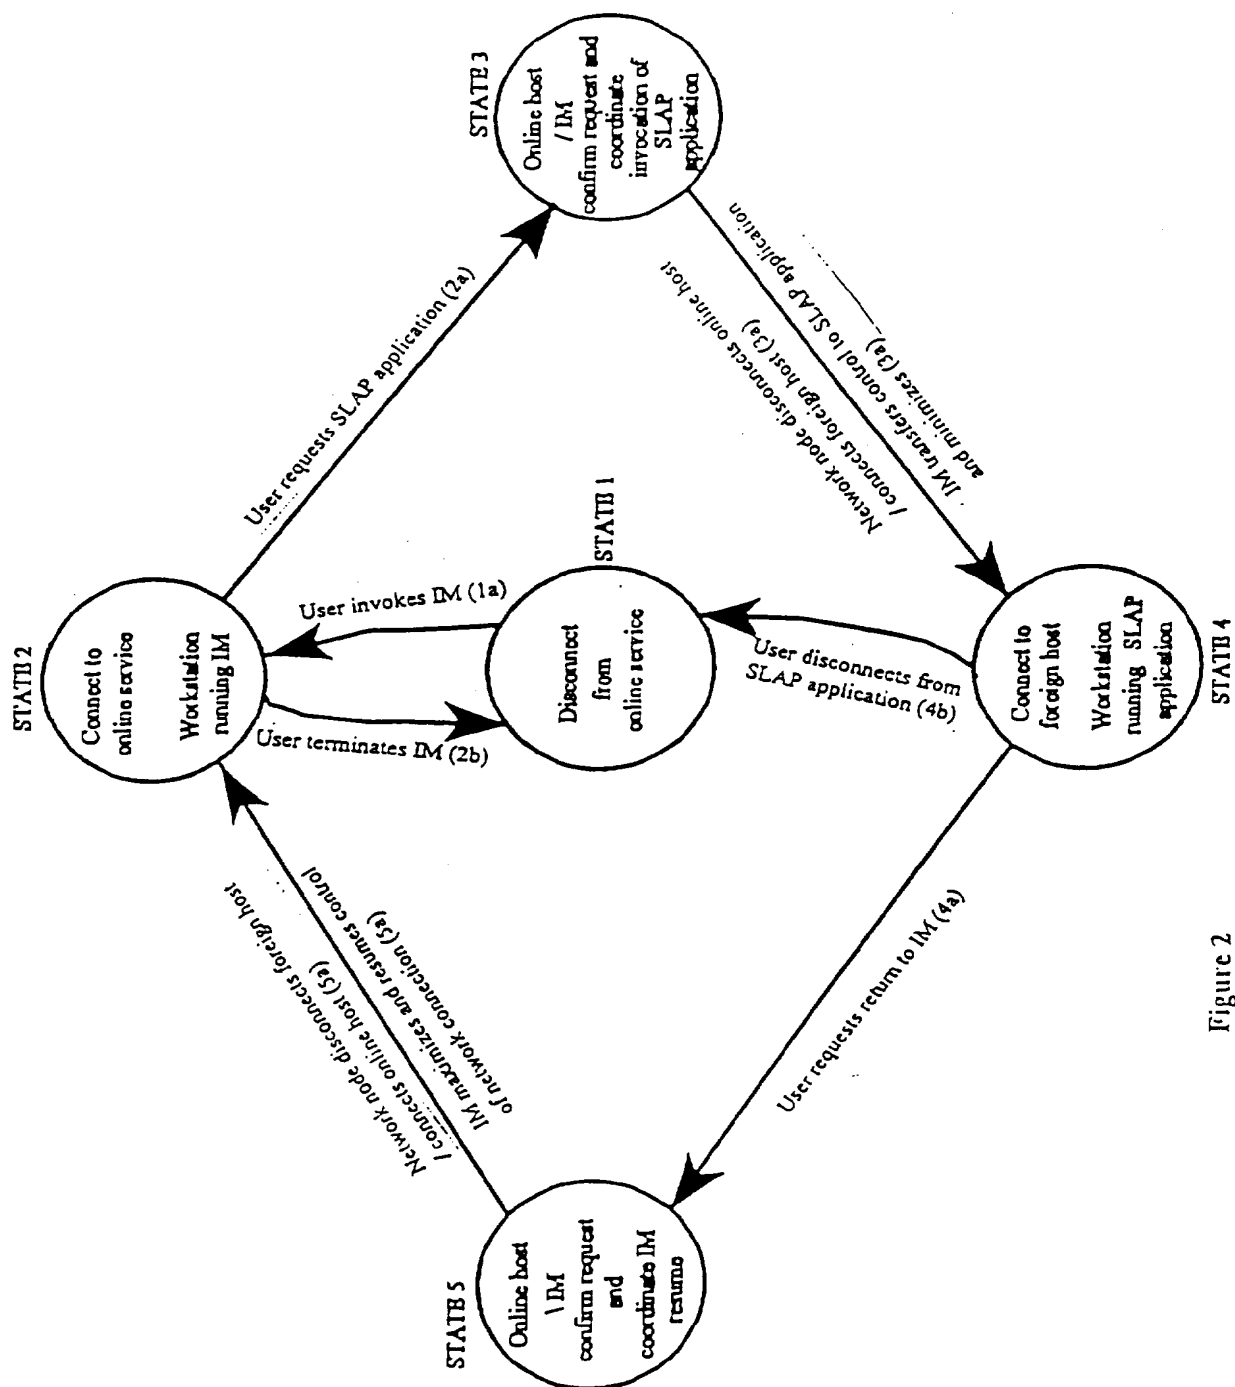 STATE 2
Connect to
online service
Workstation
running IM
User requests SLAP application (2a)
STATE 3
Online host
/ IM
confirm request and
coordinate
invocation of
SLAP
application
Network node disconnects online host
/ connects foreign host (3a)
IM transfers control to SLAP application
and minimizes (3a)
User invokes IM (1a)
User terminates IM (2b)
STATE 1
Disconnect
from
online service
User disconnects from
SLAP application (4b)
STATE 4
Connect to
foreign host
Workstation
running SLAP
application
User requests return to IM (4a)
STATE 5
Online host
\ IM
confirm request
and
coordinate IM
resume
Network node disconnects foreign host
/ connects online host (5a)
IM maximizes and resumes control
of network connection (5a)
Figure 2